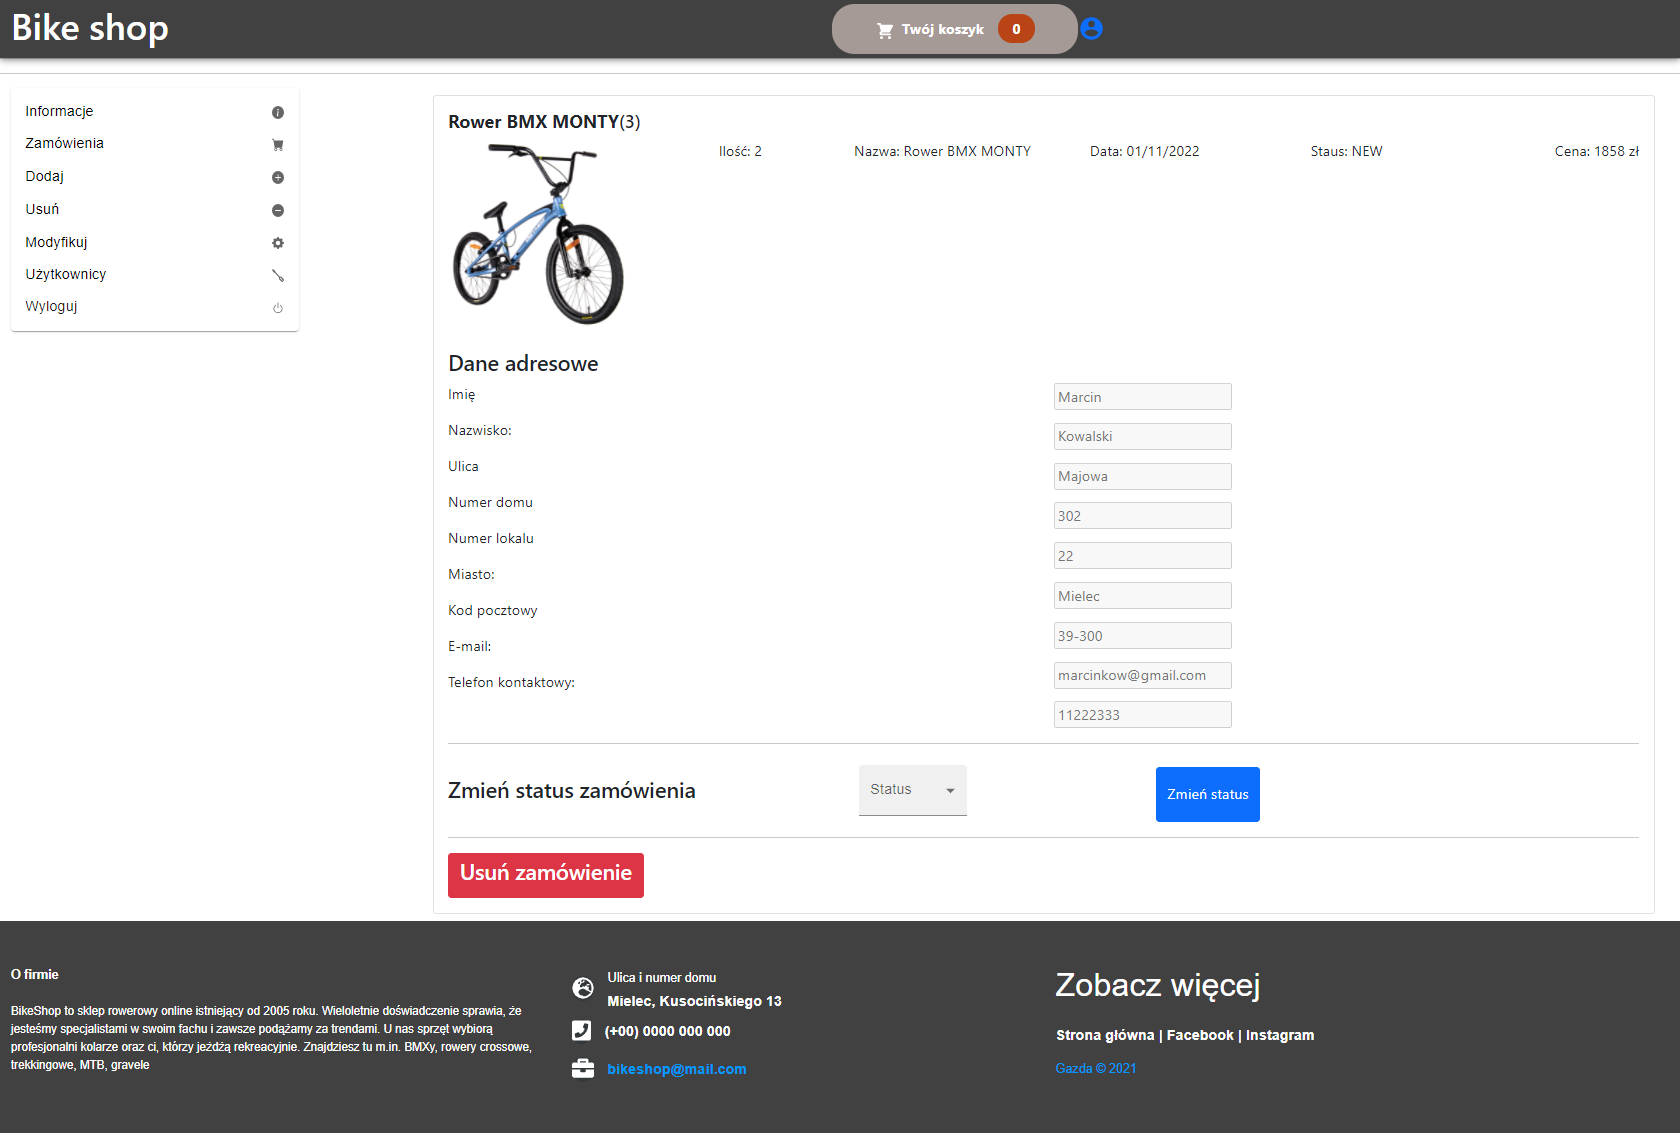 Bike shop
Twój koszyk 0
Informacje
Zamówienia
Dodaj
Usuń
Modyfikuj
Użytkownicy
Wyloguj
Rower BMX MONTY(3)
Ilość: 2 Nazwa: Rower BMX MONTY Data: 01/11/2022 Staus: NEW Cena: 1858 zł
Dane adresowe
Imię
Marcin
Nazwisko:
Kowalski
Ulica
Majowa
Numer domu
302
Numer lokalu
22
Miasto:
Mielec
Kod pocztowy
39-300
E-mail:
marcinkow@gmail.com
Telefon kontaktowy:
11222333
Zmień status zamówienia
Status
Zmień status
Usuń zamówienie
O firmie
BikeShop to sklep rowerowy online istniejący od 2005 roku. Wieloletnie doświadczenie sprawia, że
jesteśmy specjalistami w swoim fachu i zawsze podążamy za trendami. U nas sprzęt wybiorą
profesjonalni kolarze oraz ci, którzy jeżdżą rekreacyjnie. Znajdziesz tu m.in. BMXy, rowery crossowe,
trekkingowe, MTB, gravele
Ulica i numer domu
Mielec, Kusocińskiego 13
(+00) 0000 000 000
bikeshop@mail.com
Zobacz więcej
Strona główna | Facebook | Instagram
Gazda © 2021